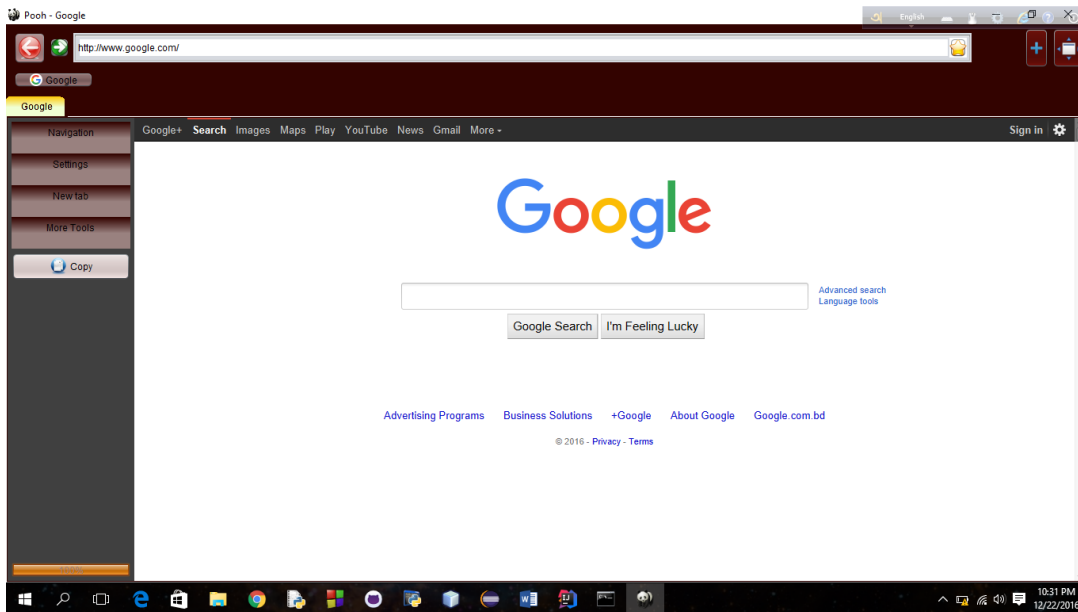 Pooh - Google
English
http://www.google.com/
Google
Google
Navigation
Settings
New tab
More Tools
Copy
Google+ Search Images Maps Play YouTube News Gmail More
Sign in
Google
Advanced search
Language tools
Google Search I'm Feeling Lucky
Advertising Programs Business Solutions +Google About Google Google.com.bd
© 2016 - Privacy - Terms
10:31 PM
12/22/2016